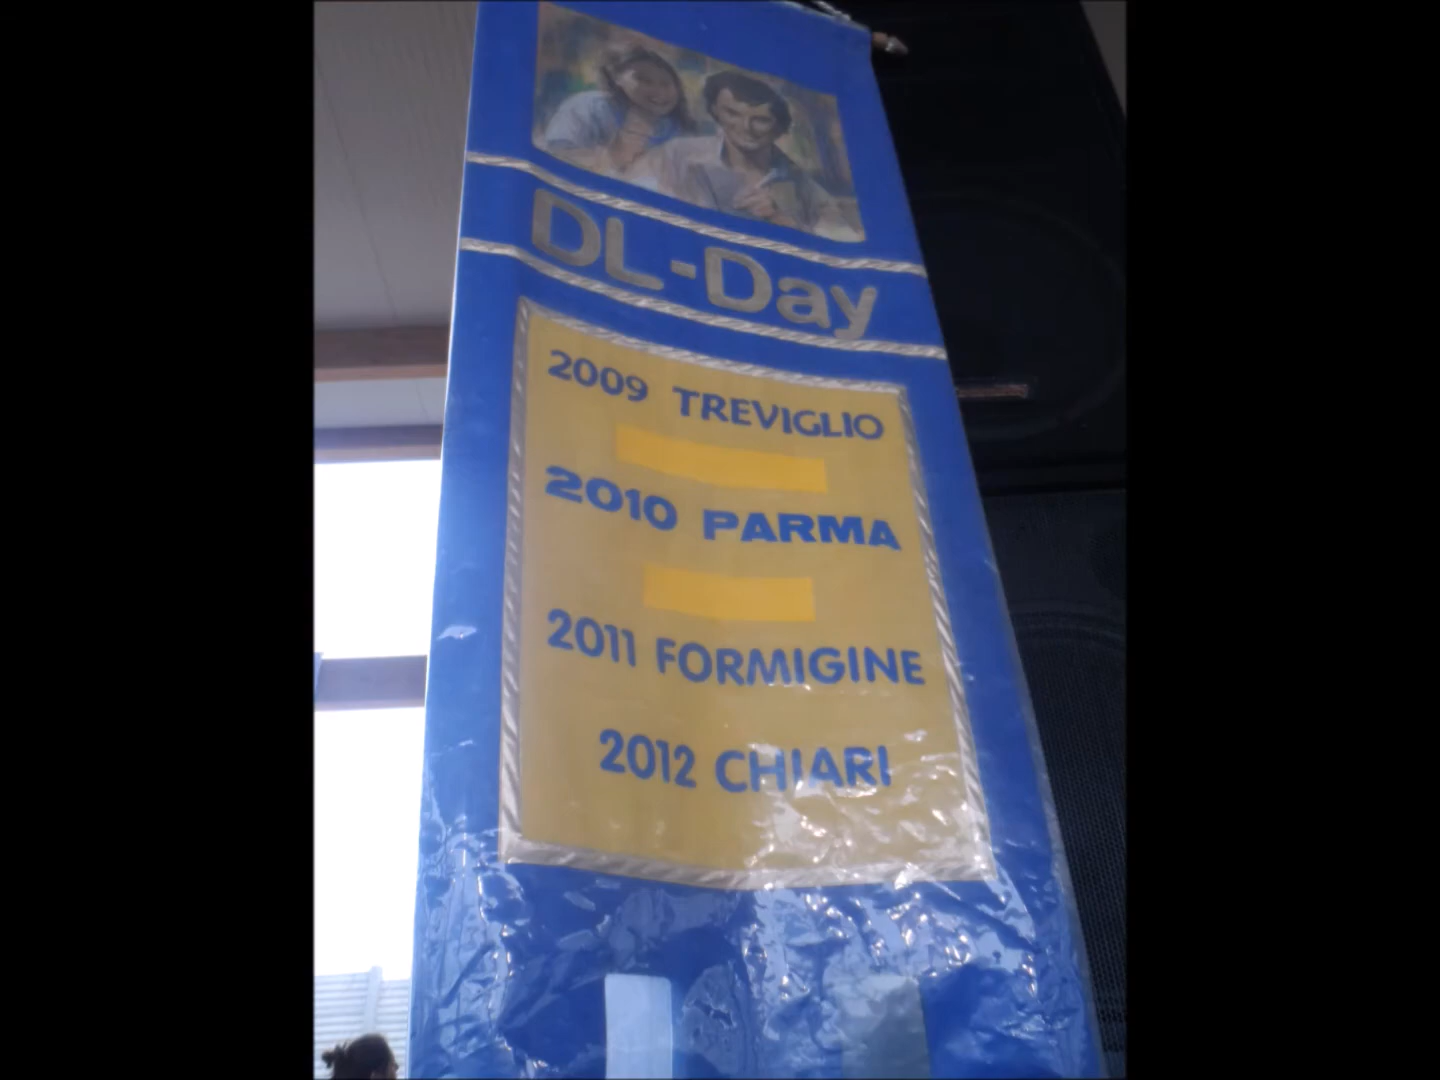 DL-Day
2009 TREVIGLIO
2010 PARMA
2011 FORMIGINE
2012 CHIARI